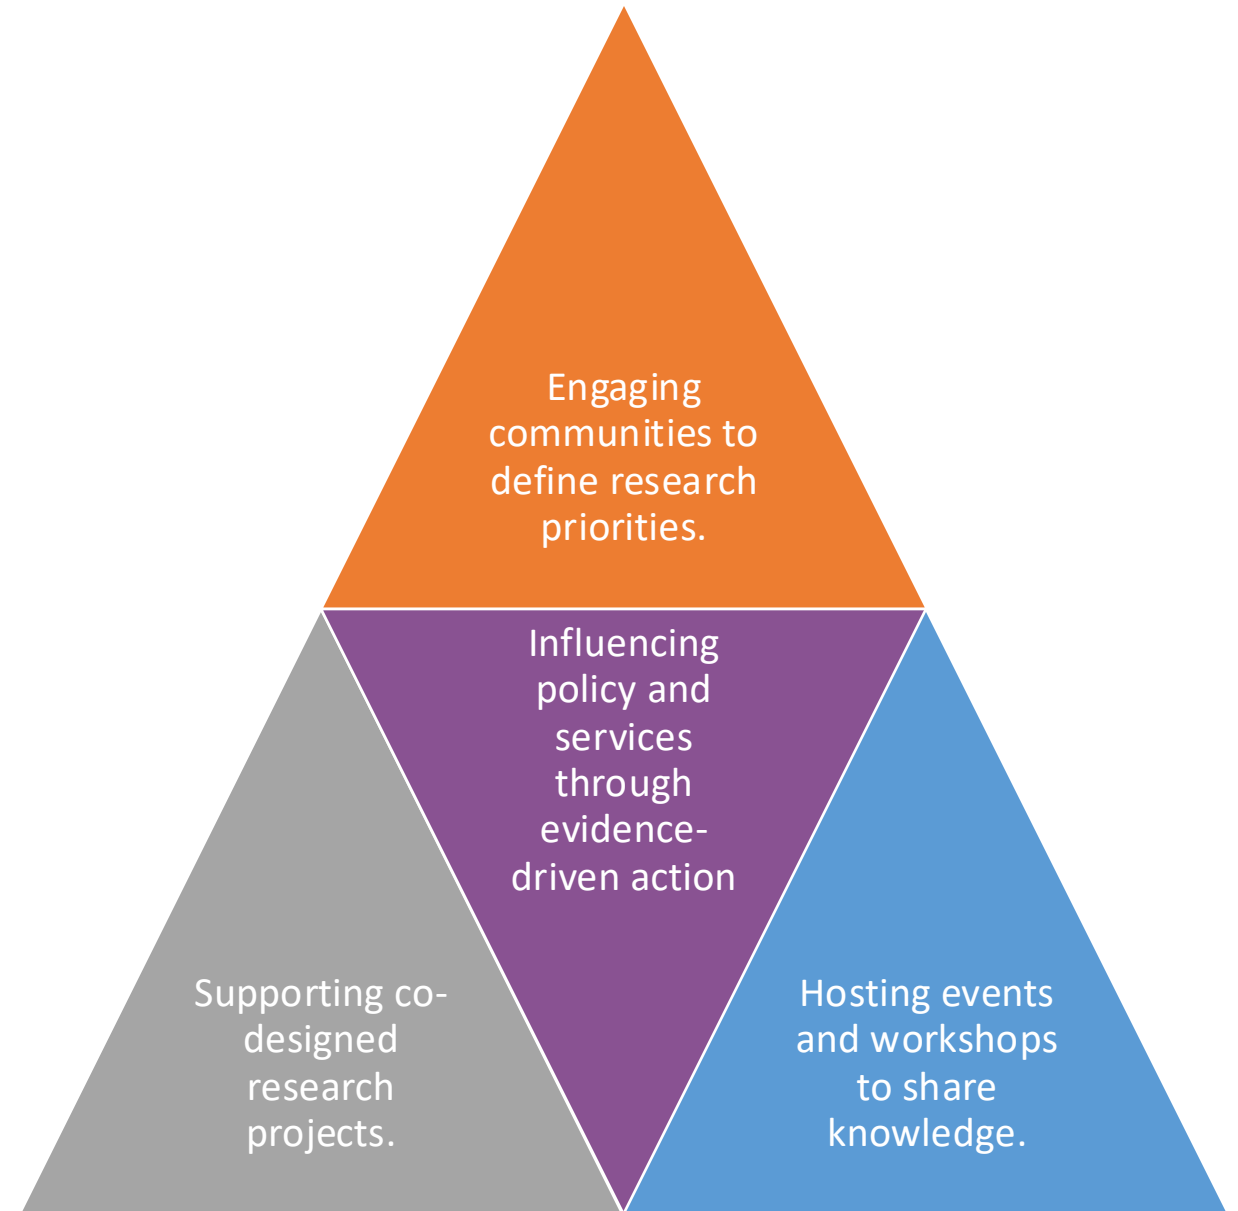 Engaging
communities to
define research
priorities.
Influencing
policy and
services
through
evidence-
driven action
Supporting co-
designed
research
projects.
Hosting events
and workshops
to share
knowledge.